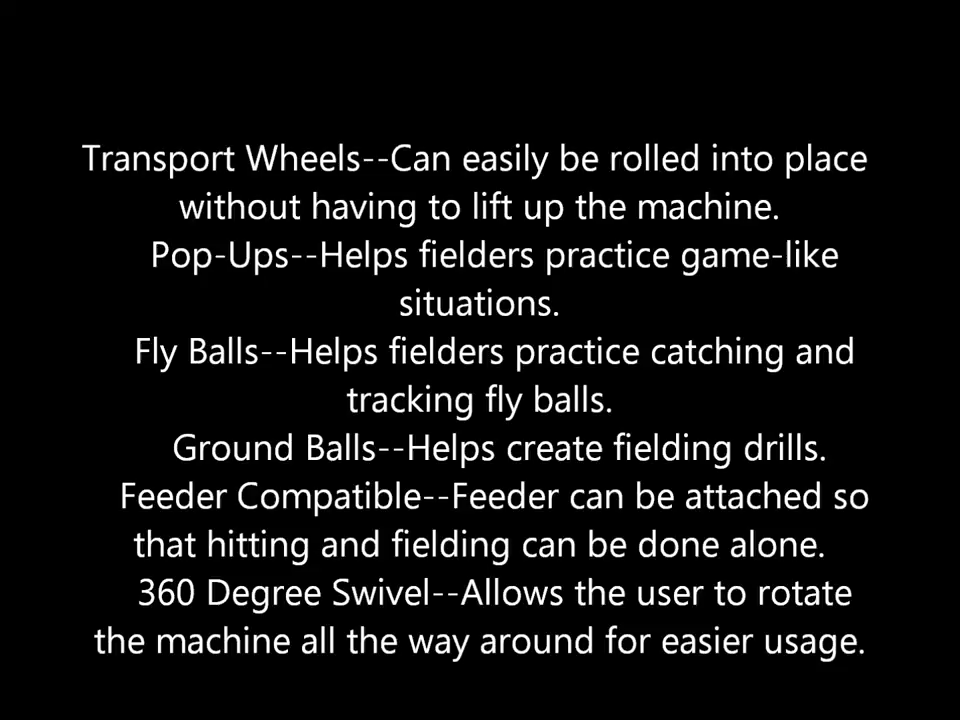 Transport Wheels--Can easily be rolled into place
without having to lift up the machine.
Pop-Ups--Helps fielders practice game-like
situations.
Fly Balls--Helps fielders practice catching and
tracking fly balls.
Ground Balls--Helps create fielding drills.
Feeder Compatible--Feeder can be attached so
that hitting and fielding can be done alone.
360 Degree Swivel--Allows the user to rotate
the machine all the way around for easier usage.